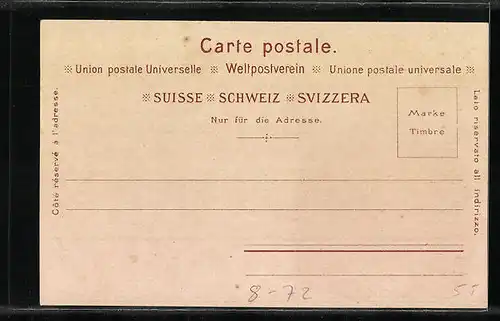 Carte postale.
※ Union postale Universelle ※ Weltpostverein ※ Unione postale universale ※
※ SUISSE ※ SCHWEIZ ※ SVIZZERA
Nur für die Adresse.
Marke
Timbre
Côté réservé à l'adresse.
Lato riservato all indirizzo.
8-72
55